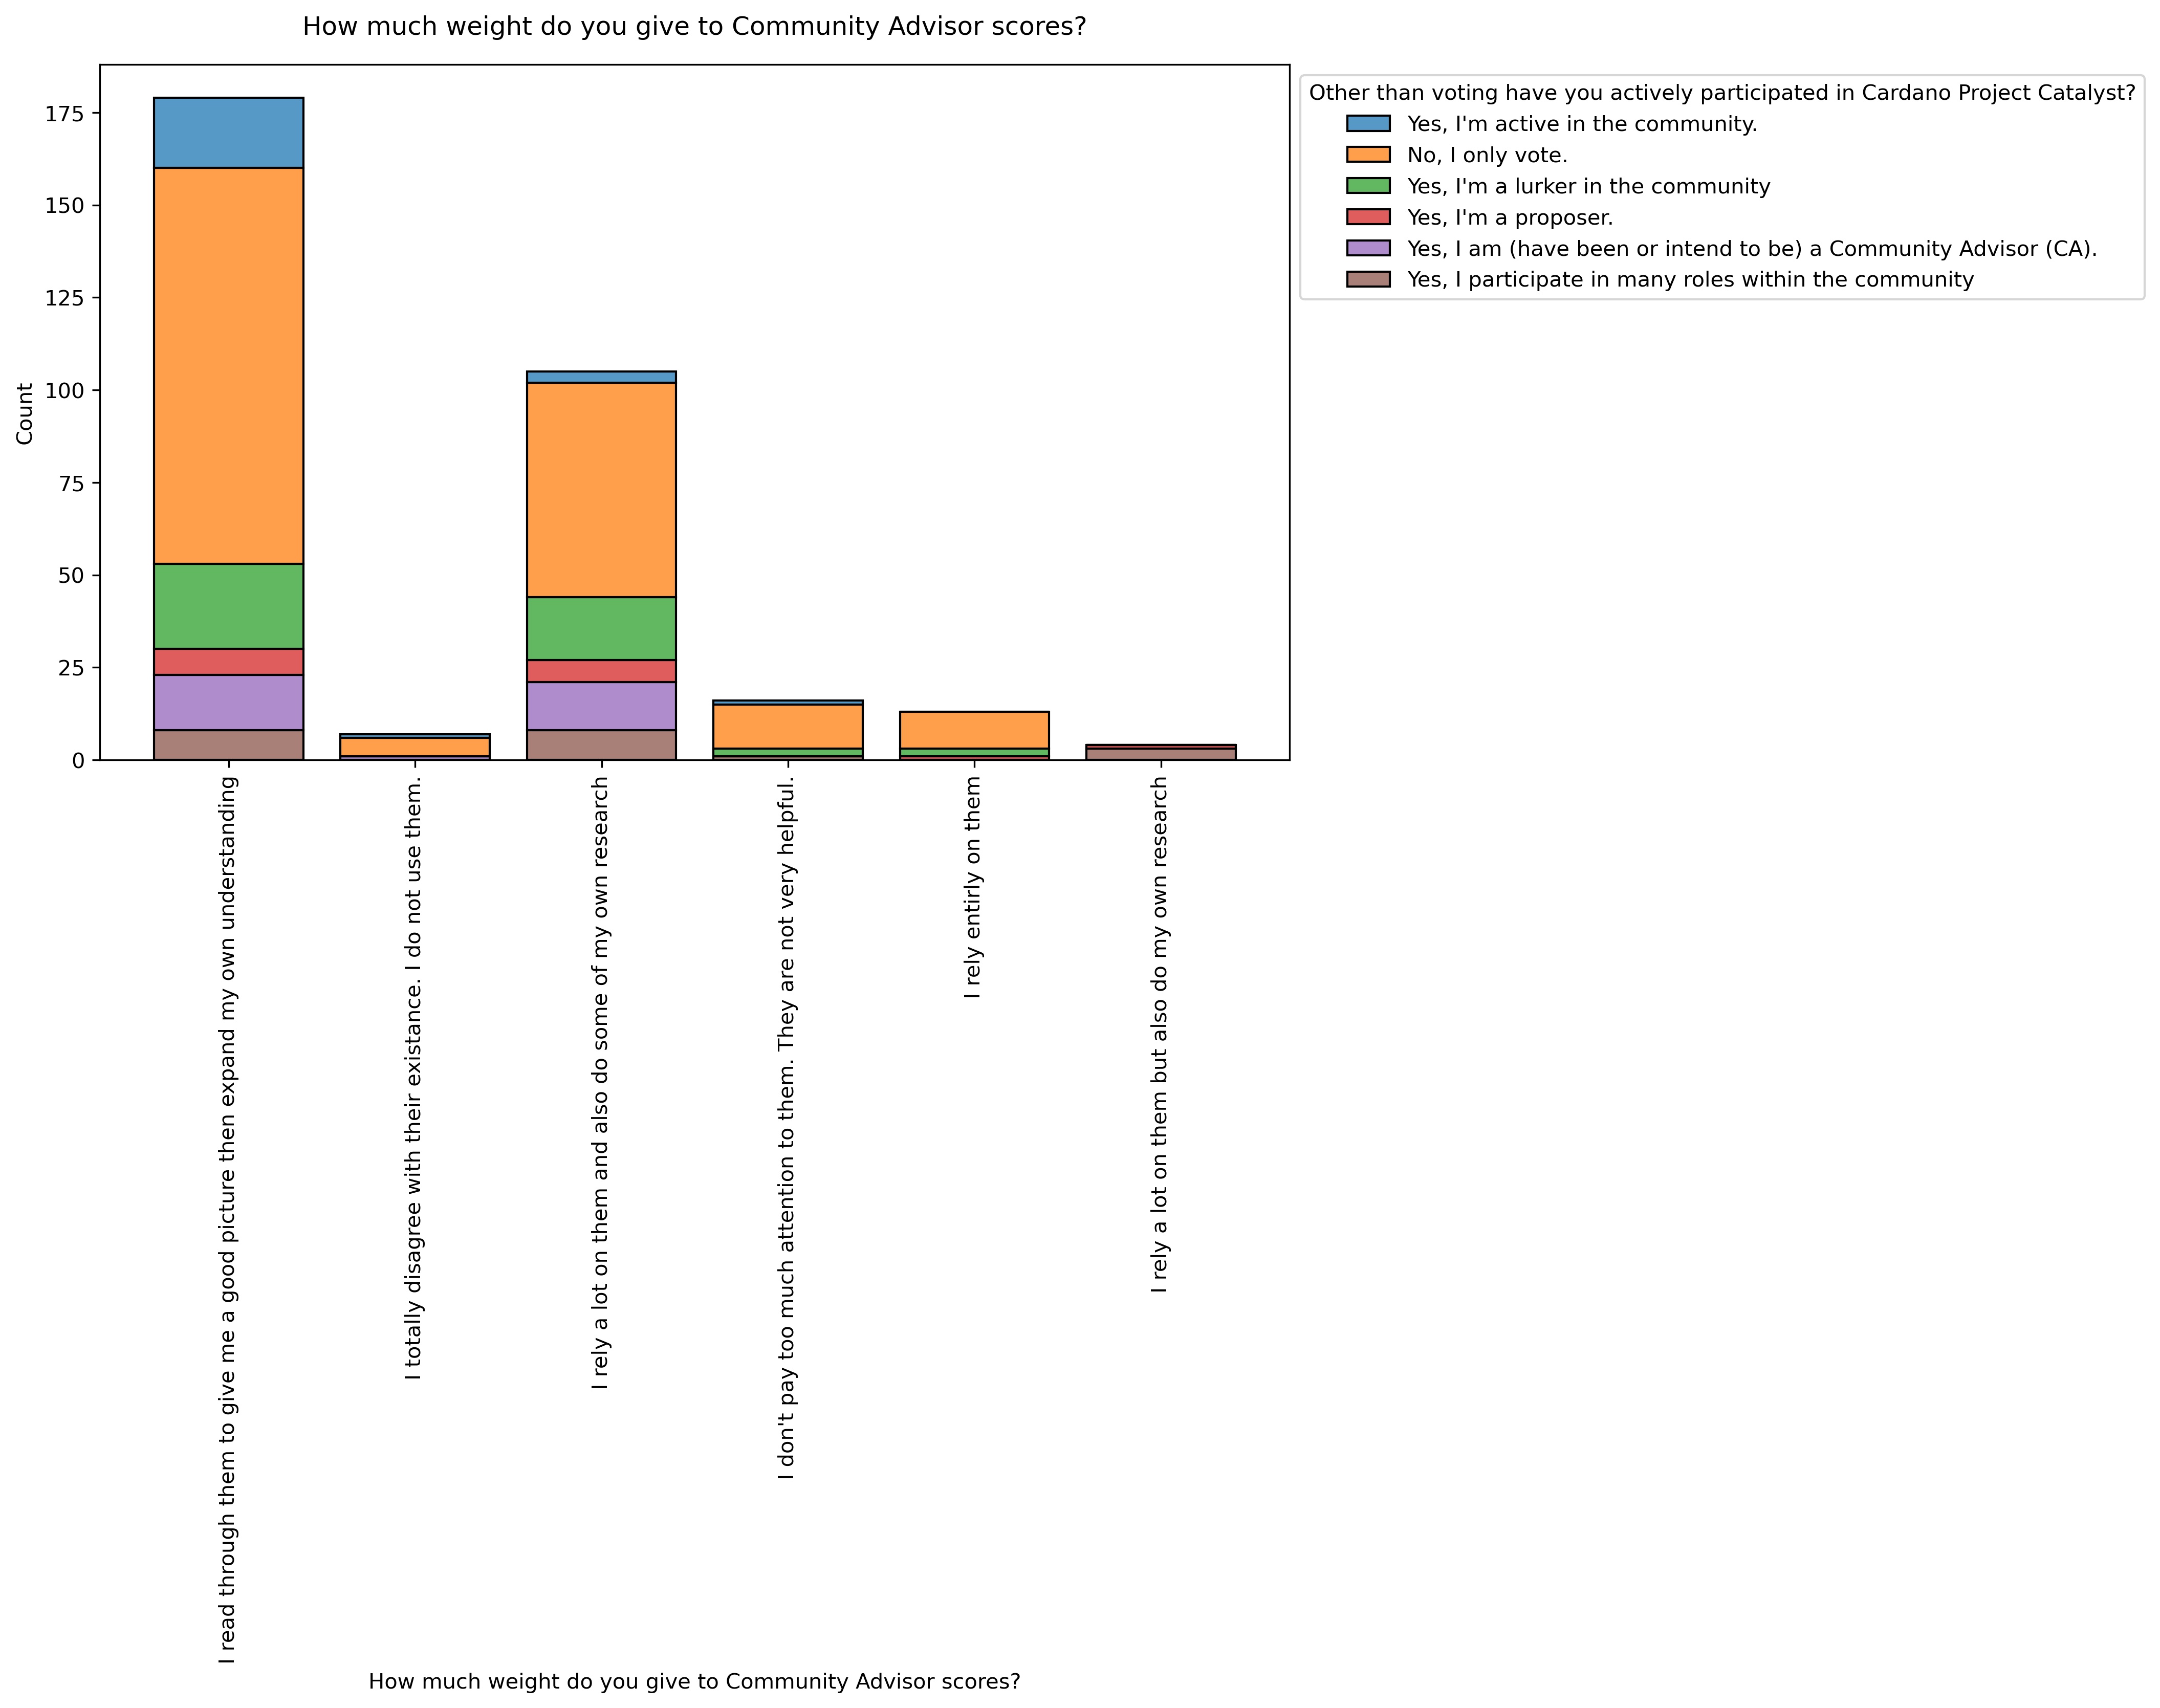 How much weight do you give to Community Advisor scores?
Other than voting have you actively participated in Cardano Project Catalyst?
Yes, I'm active in the community.
No, I only vote.
Yes, I'm a lurker in the community
Yes, I'm a proposer.
Yes, I am (have been or intend to be) a Community Advisor (CA).
Yes, I participate in many roles within the community
Count
175
150
125
100
75
50
25
0
I read through them to give me a good picture then expand my own understanding
I totally disagree with their existance. I do not use them.
I rely a lot on them and also do some of my own research
I don't pay too much attention to them. They are not very helpful.
I rely entirly on them
I rely a lot on them but also do my own research
How much weight do you give to Community Advisor scores?